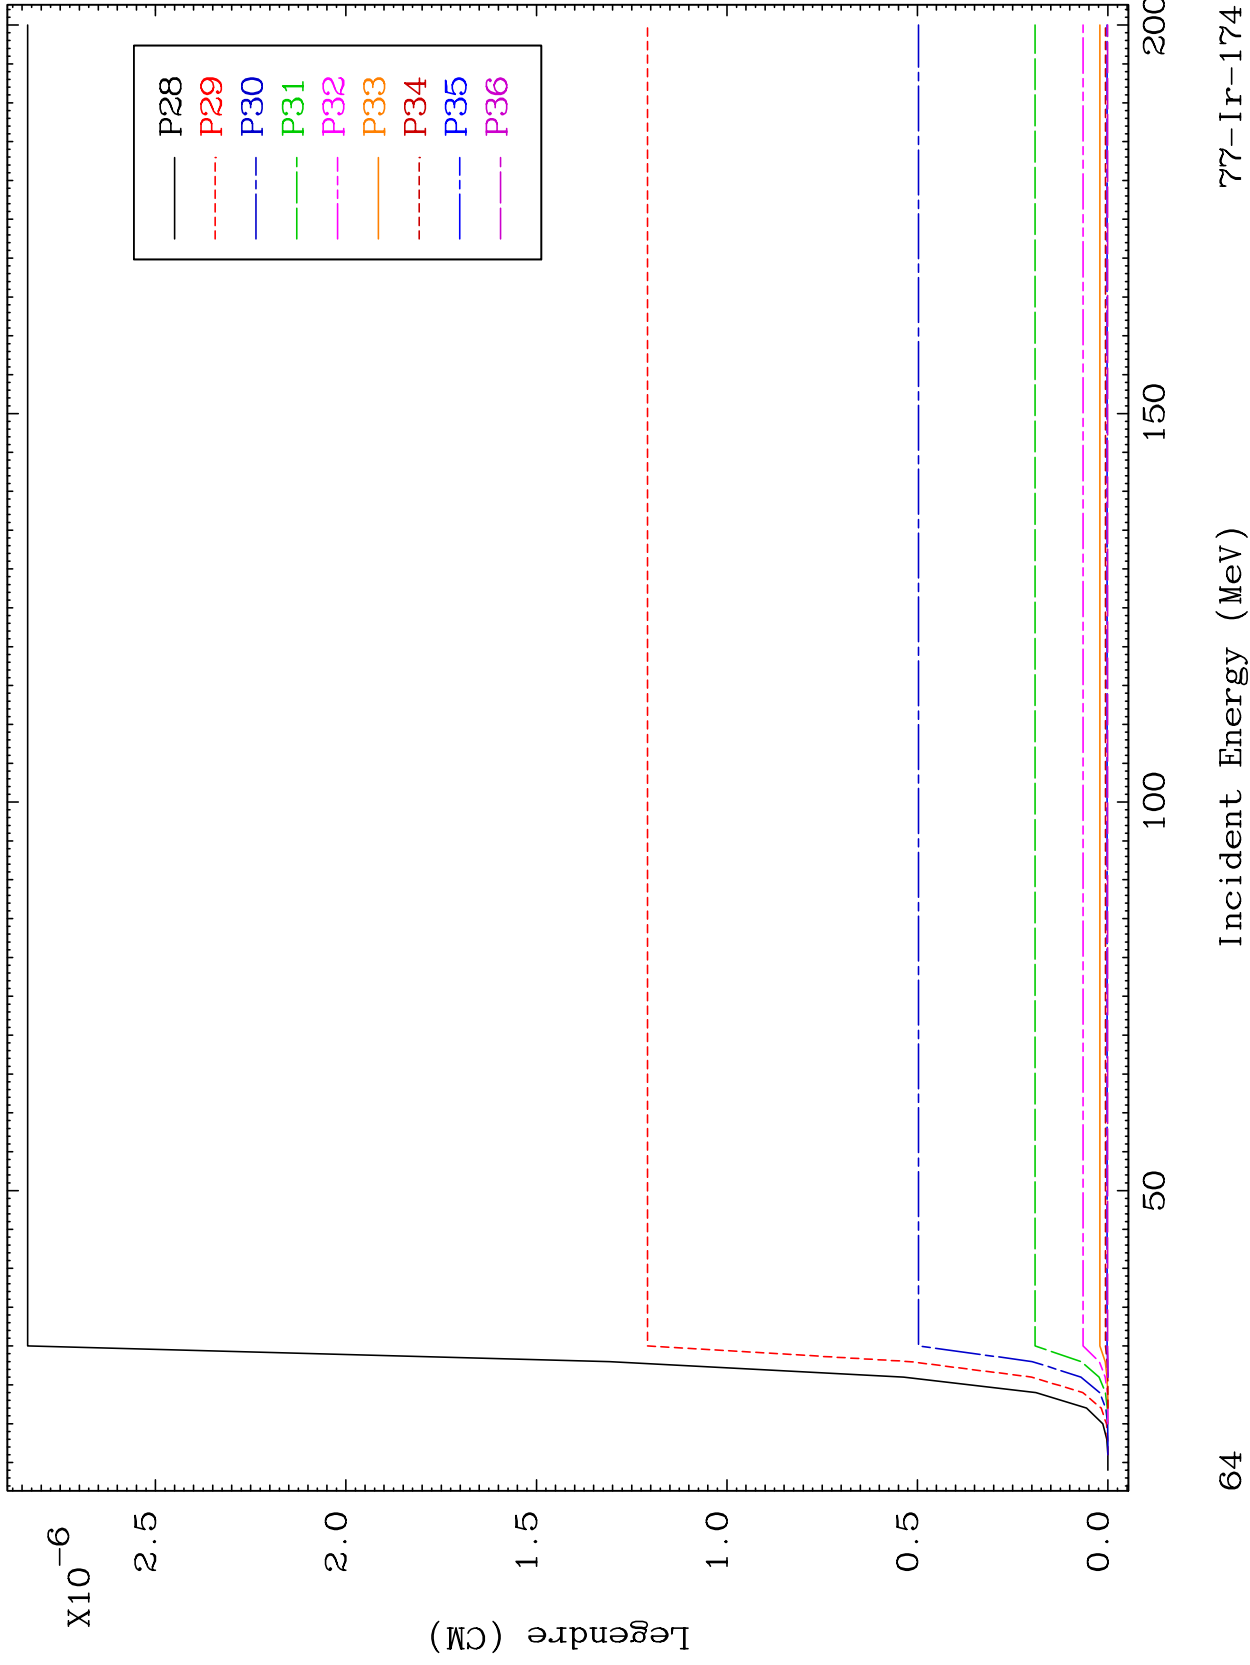 X10-6
2.5
2.0
1.5
1.0
0.5
0.0
Legendre (CM)
P28
P29
P30
P31
P32
P33
P34
P35
P36
50
100
150
200
64
Incident Energy (MeV)
77-Ir-174